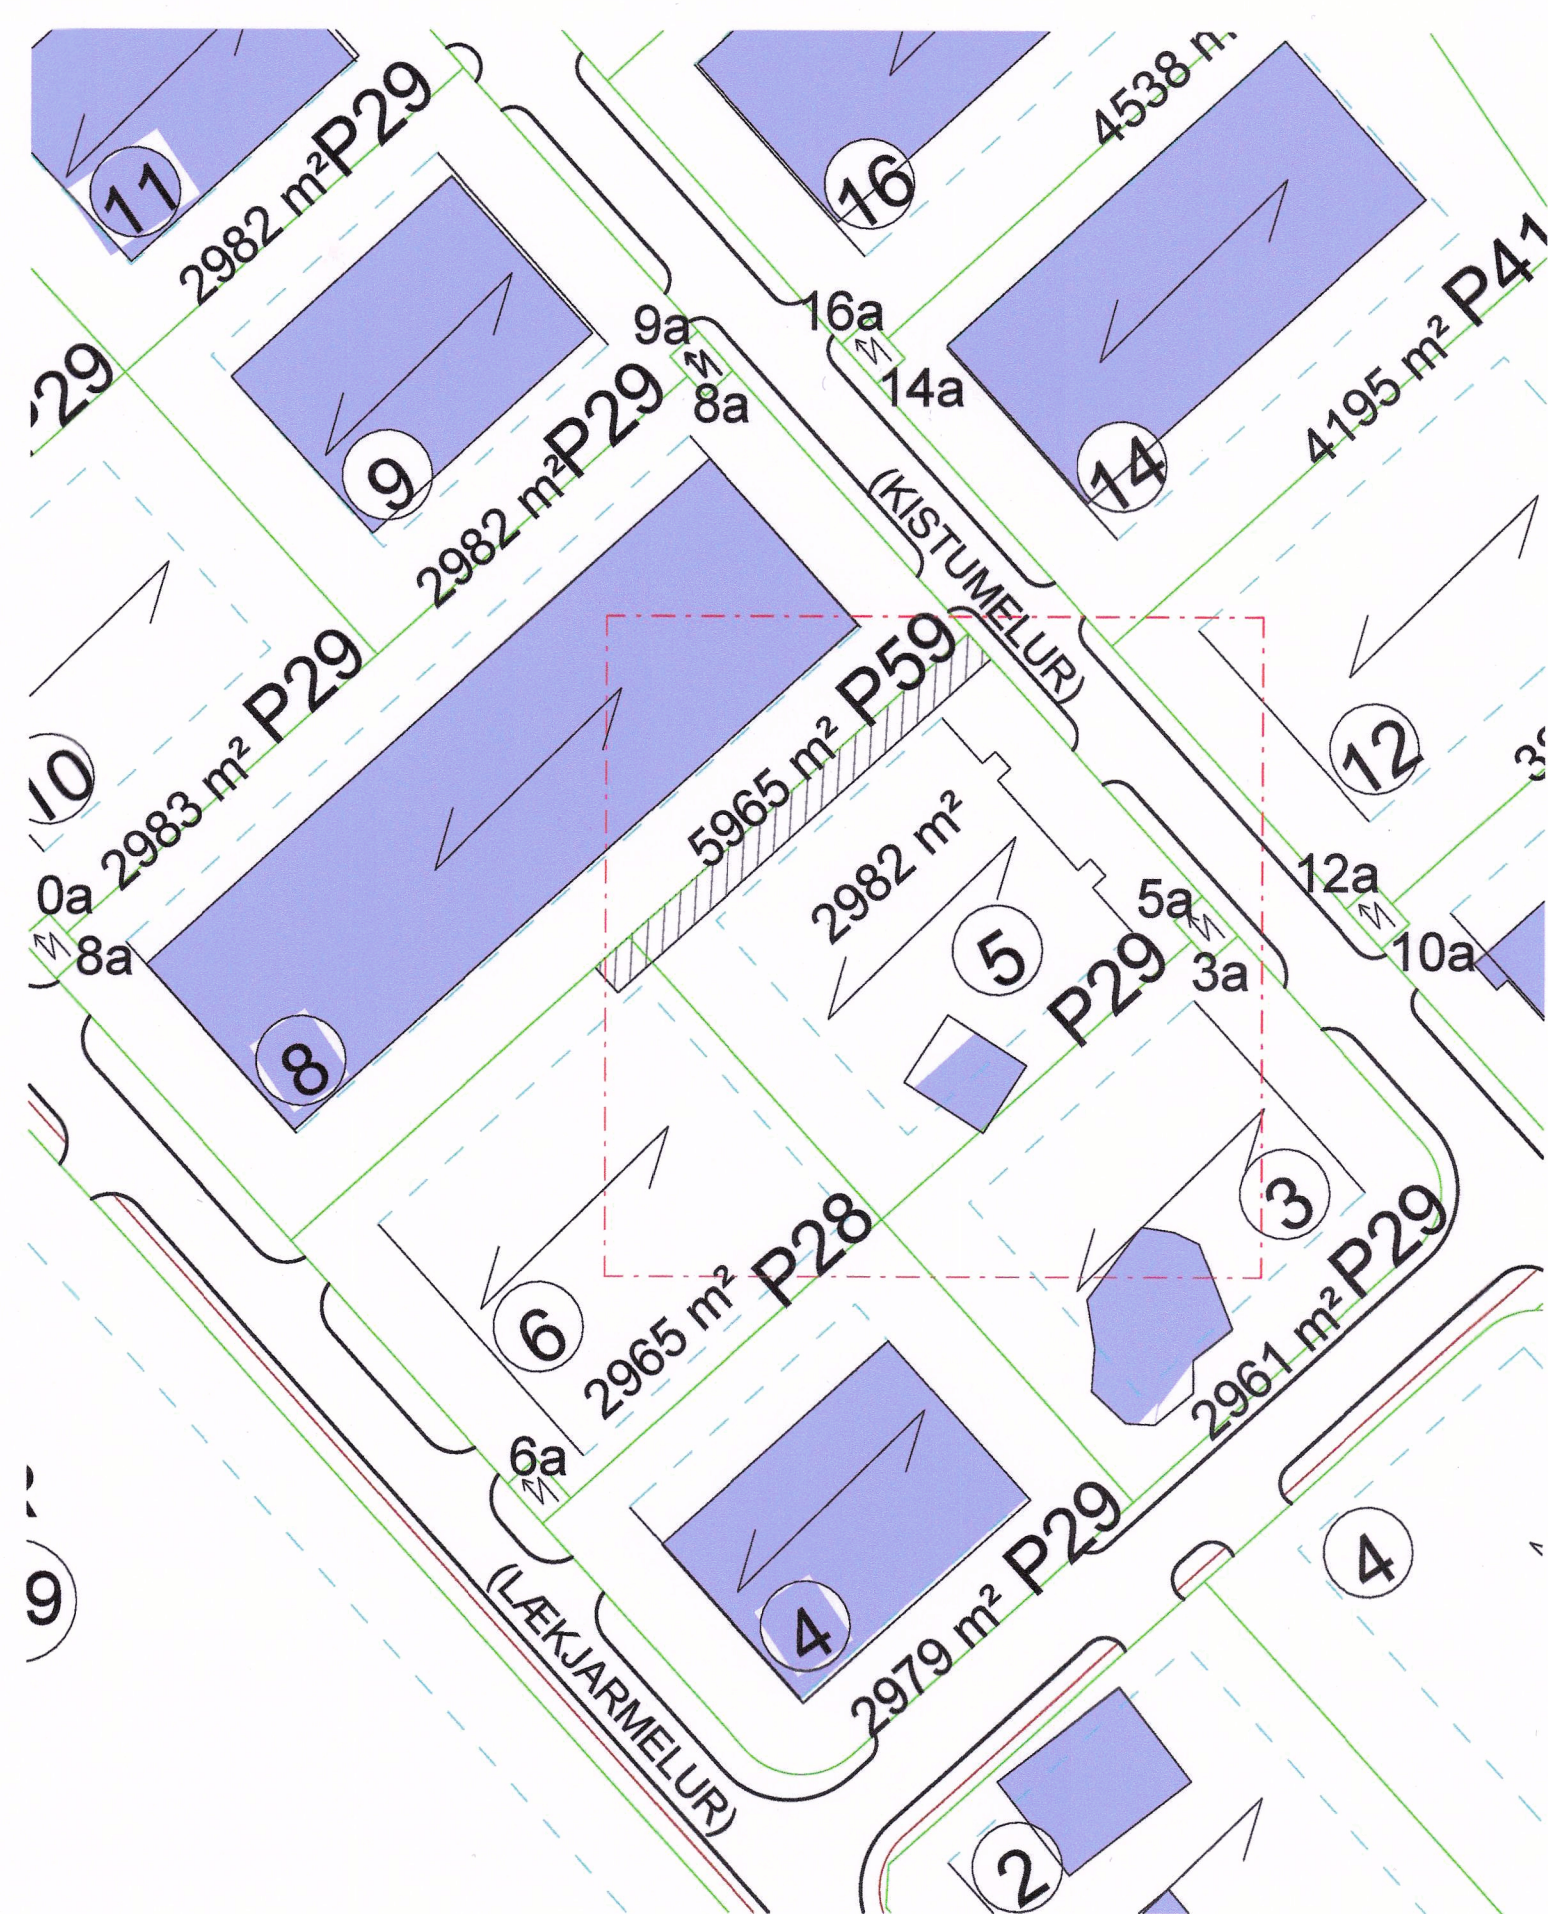 4538 m
P29
11
2982 m²
16
P41
9a
16a
P29
8a
14a
4195 m²
P29
9
14
2982 m²
(KISTUMELUR)
P59
P29
12
10
2983 m²
5965 m²
2982 m²
12a
0a
5a
8a
5
10a
P29
3a
8
3
P28
P29
6
2965 m²
2961 m²
6a
P29
4
9
4
(LÆKJARMELUR)
2979 m²
2